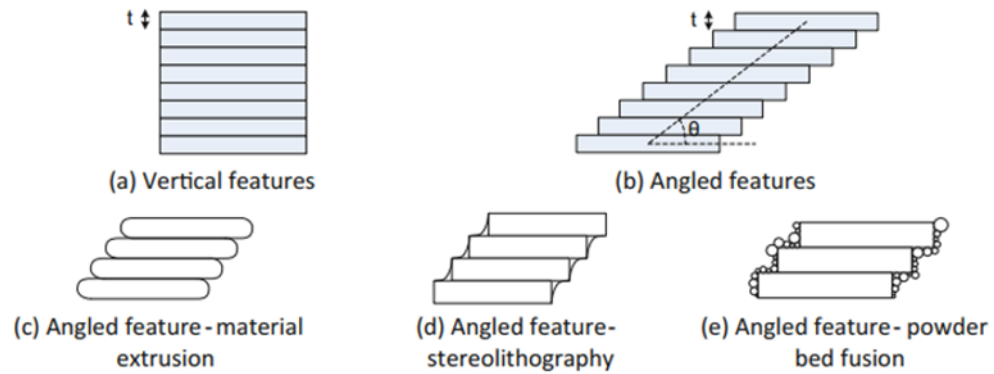 t
t
θ
(a) Vertical features
(b) Angled features
(c) Angled feature - material
extrusion
(d) Angled feature-
stereolithography
(e) Angled feature - powder
bed fusion